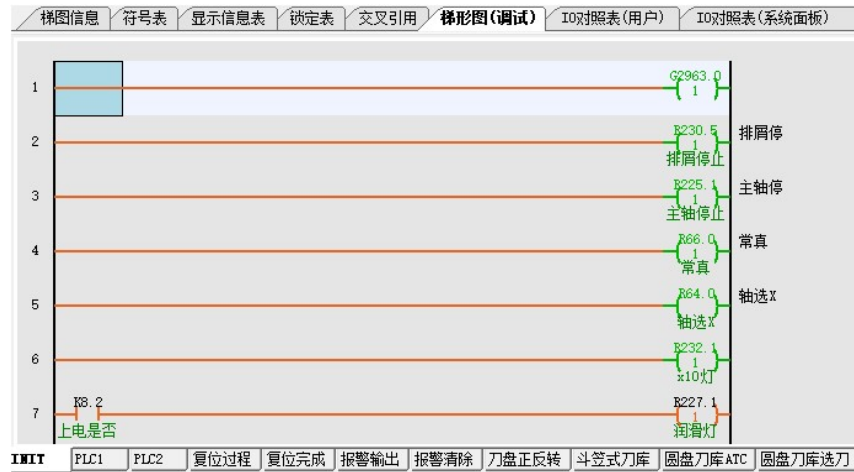 梯图信息 符号表 显示信息表 锁定表 交叉引用 梯形图(调试) IO对照表(用户) IO对照表(系统面板)
1 G2963.0
1
2 R230.5 排屑停
1
排屑停止
3 R225.1 主轴停
1
主轴停止
4 R66.0 常真
1
常真
5 R64.0 轴选X
1
轴选X
6 R232.1
1
x10灯
7 K8.2 R227.1
1
上电是否 润滑灯
INIT PLC1 PLC2 复位过程 复位完成 报警输出 报警清除 刀盘正反转 斗笠式刀库 圆盘刀库ATC 圆盘刀库选刀